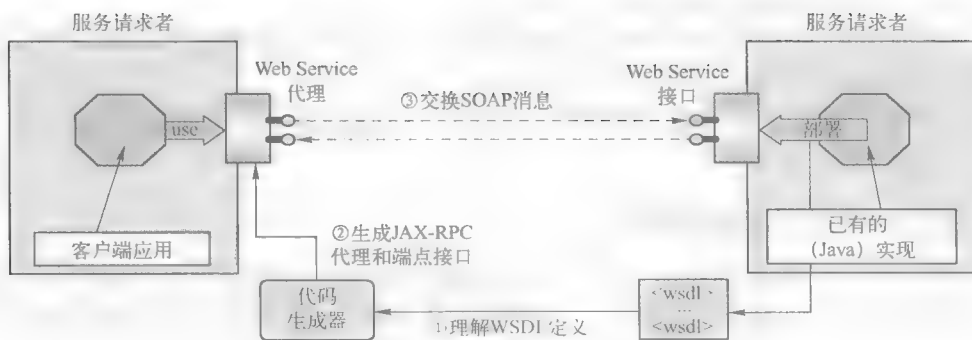 服务请求者
服务请求者
Web Service
代理
Web Service
接口
③交换SOAP消息
use
部署
客户端应用
②生成JAX-RPC
代理和端点接口
已有的
（Java）实现
代码
生成器
理解WSDL定义
<wsdl>
...
<wsdl>